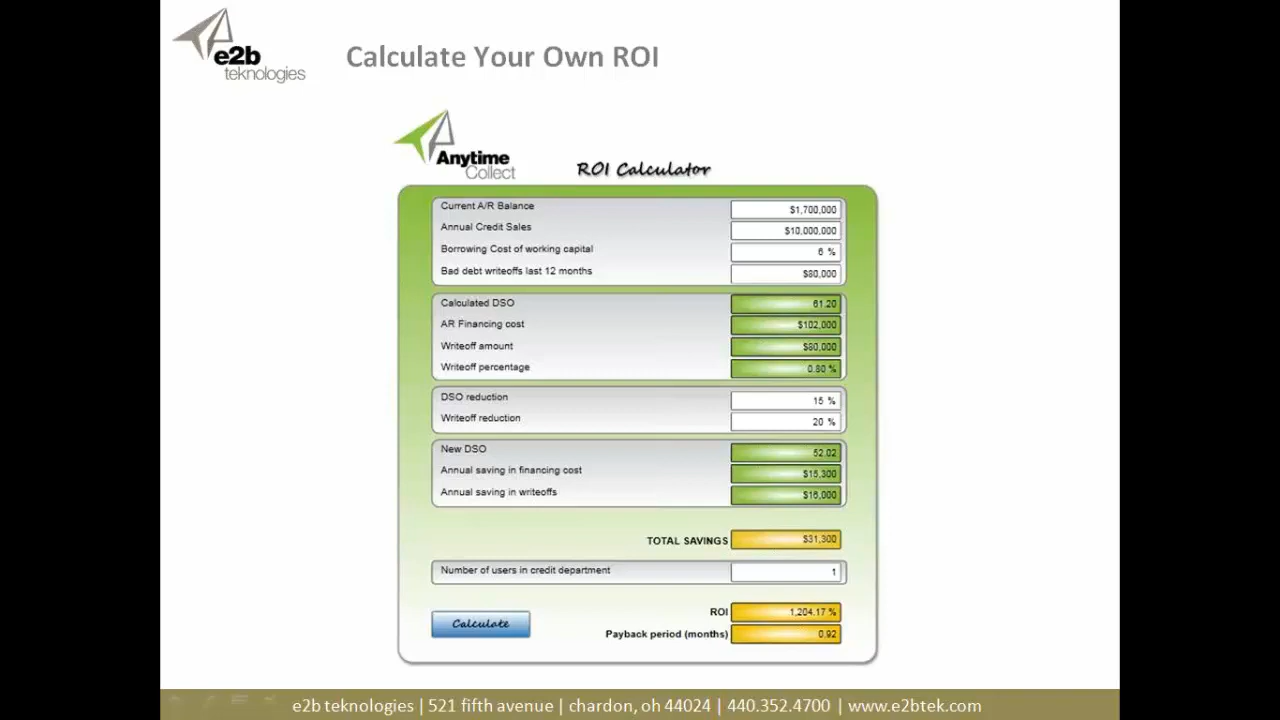 e2b
teknologies
Calculate Your Own ROI
Anytime
Collect
ROI Calculator
Current A/R Balance $1,700,000
Annual Credit Sales $10,000,000
Borrowing Cost of working capital 6 %
Bad debt writeoffs last 12 months $80,000
Calculated DSO 61.20
AR Financing cost $102,000
Writeoff amount $80,000
Writeoff percentage 0.80 %
DSO reduction 15 %
Writeoff reduction 20 %
New DSO 52.02
Annual saving in financing cost $15,300
Annual saving in writeoffs $16,000
TOTAL SAVINGS $31,300
Number of users in credit department 1
ROI 1,204.17 %
Calculate
Payback period (months) 0.92
e2b teknologies | 521 fifth avenue | chardon, oh 44024 | 440.352.4700 | www.e2btek.com